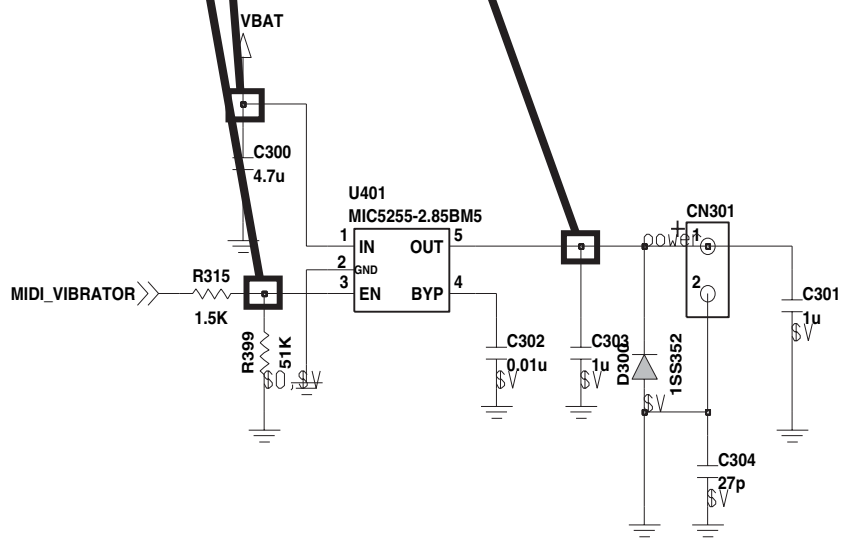 VBAT
C300
4.7u
U401
MIC5255-2.85BM5
1 IN OUT 5
2 GND
3 EN BYP 4
MIDI_VIBRATOR
R315
1.5K
R399
51K
$O,$V
C302
0.01u
$V
C303
1u
$V
D300
1SS352
$V
CN301
power
+
1
2
C301
1u
$V
C304
27p
$V